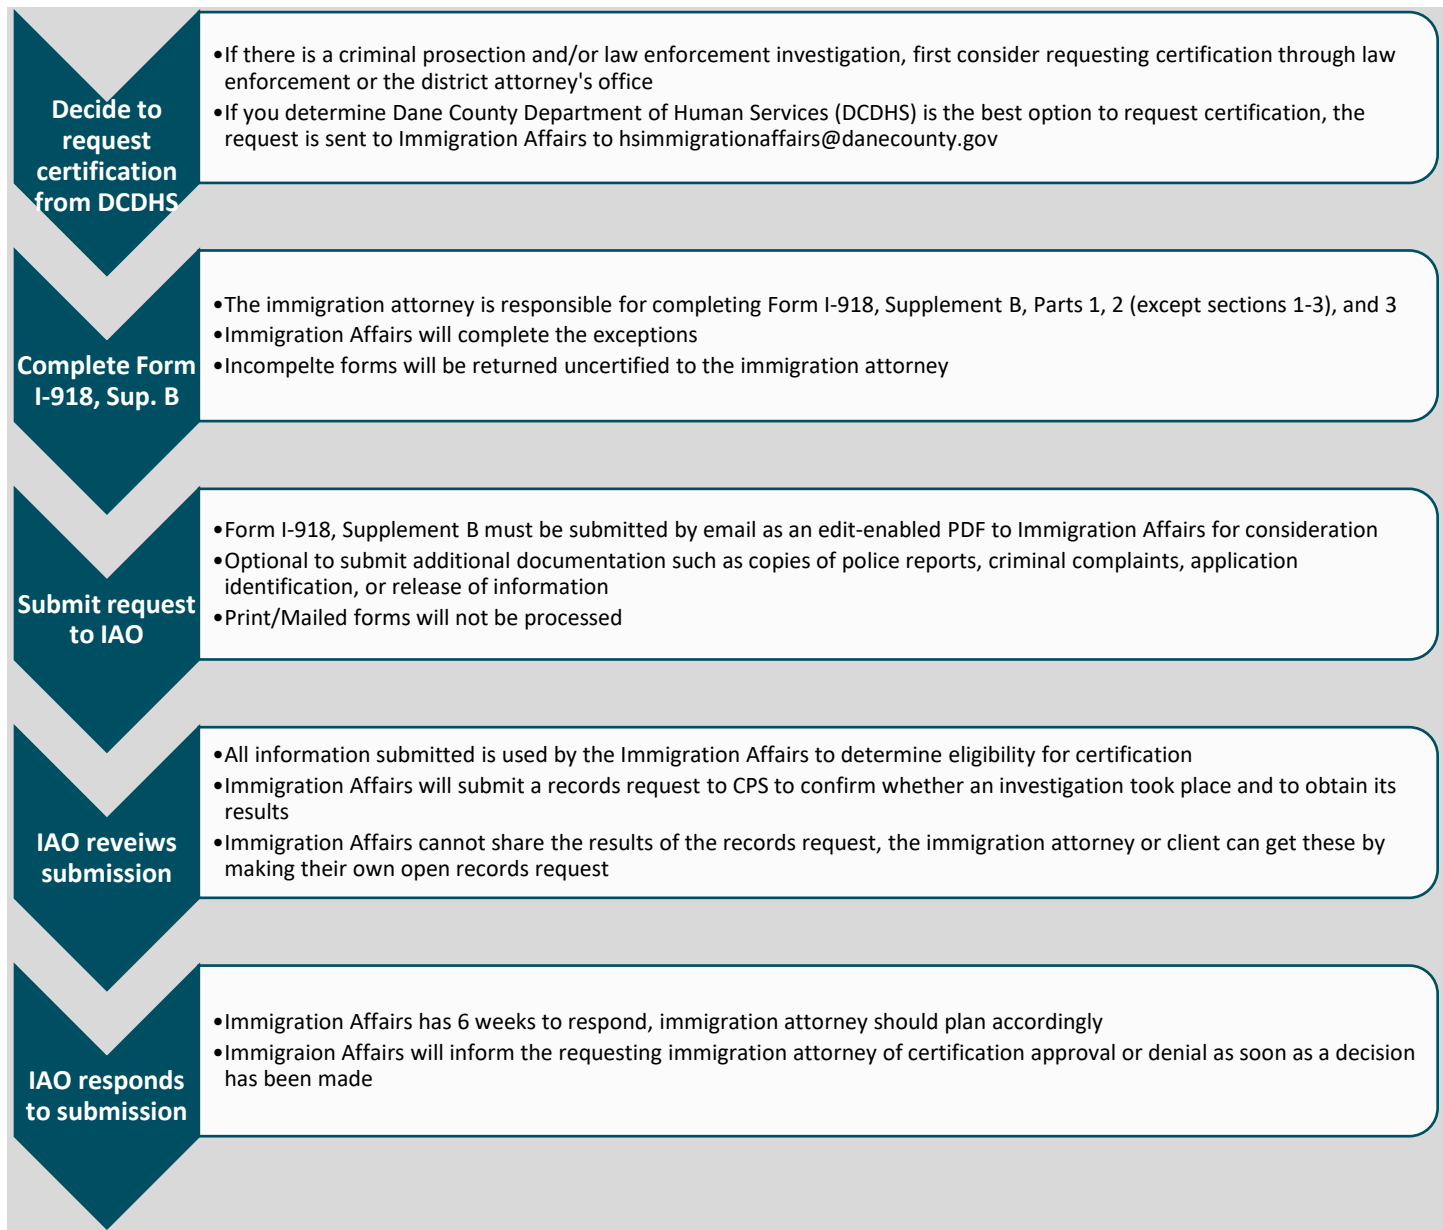 Decide to
request
certification
from DCDHS
•If there is a criminal prosection and/or law enforcement investigation, first consider requesting certification through law
enforcement or the district attorney's office
•If you determine Dane County Department of Human Services (DCDHS) is the best option to request certification, the
request is sent to Immigration Affairs to hsimmigrationaffairs@danecounty.gov
Complete Form
I-918, Sup. B
•The immigration attorney is responsible for completing Form I-918, Supplement B, Parts 1, 2 (except sections 1-3), and 3
•Immigration Affairs will complete the exceptions
•Incompelte forms will be returned uncertified to the immigration attorney
Submit request
to IAO
•Form I-918, Supplement B must be submitted by email as an edit-enabled PDF to Immigration Affairs for consideration
•Optional to submit additional documentation such as copies of police reports, criminal complaints, application
identification, or release of information
•Print/Mailed forms will not be processed
IAO reveiws
submission
•All information submitted is used by the Immigration Affairs to determine eligibility for certification
•Immigration Affairs will submit a records request to CPS to confirm whether an investigation took place and to obtain its
results
•Immigration Affairs cannot share the results of the records request, the immigration attorney or client can get these by
making their own open records request
IAO responds
to submission
•Immigration Affairs has 6 weeks to respond, immigration attorney should plan accordingly
•Immigraion Affairs will inform the requesting immigration attorney of certification approval or denial as soon as a decision
has been made